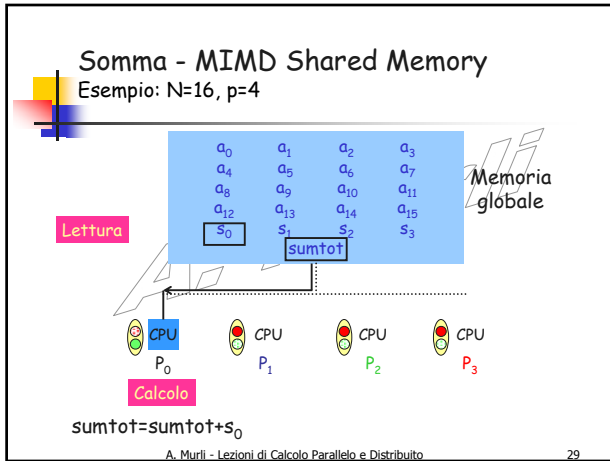 Somma - MIMD Shared Memory
Esempio: N=16, p=4
a₀ a₁ a₂ a₃
a₄ a₅ a₆ a₇
a₈ a₉ a₁₀ a₁₁
a₁₂ a₁₃ a₁₄ a₁₅
s₀ s₁ s₂ s₃
sumtot
Memoria
globale
Lettura
CPU CPU CPU CPU
P₀ P₁ P₂ P₃
Calcolo
sumtot=sumtot+s₀
A. Murli - Lezioni di Calcolo Parallelo e Distribuito 29